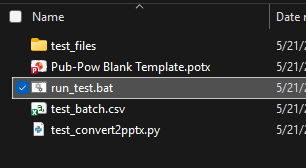 Name
test_files
5/21/2
Pub-Pow Blank Template.potx
5/21/2
run_test.bat
5/21/2
test_batch.csv
5/21/2
test_convert2pptx.py
5/21/2